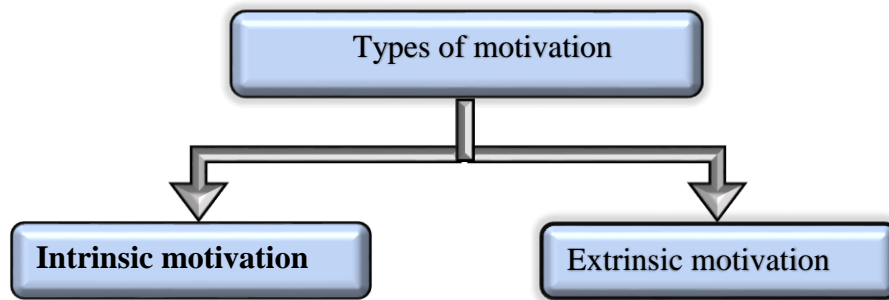 Types of motivation
Intrinsic motivation
Extrinsic motivation